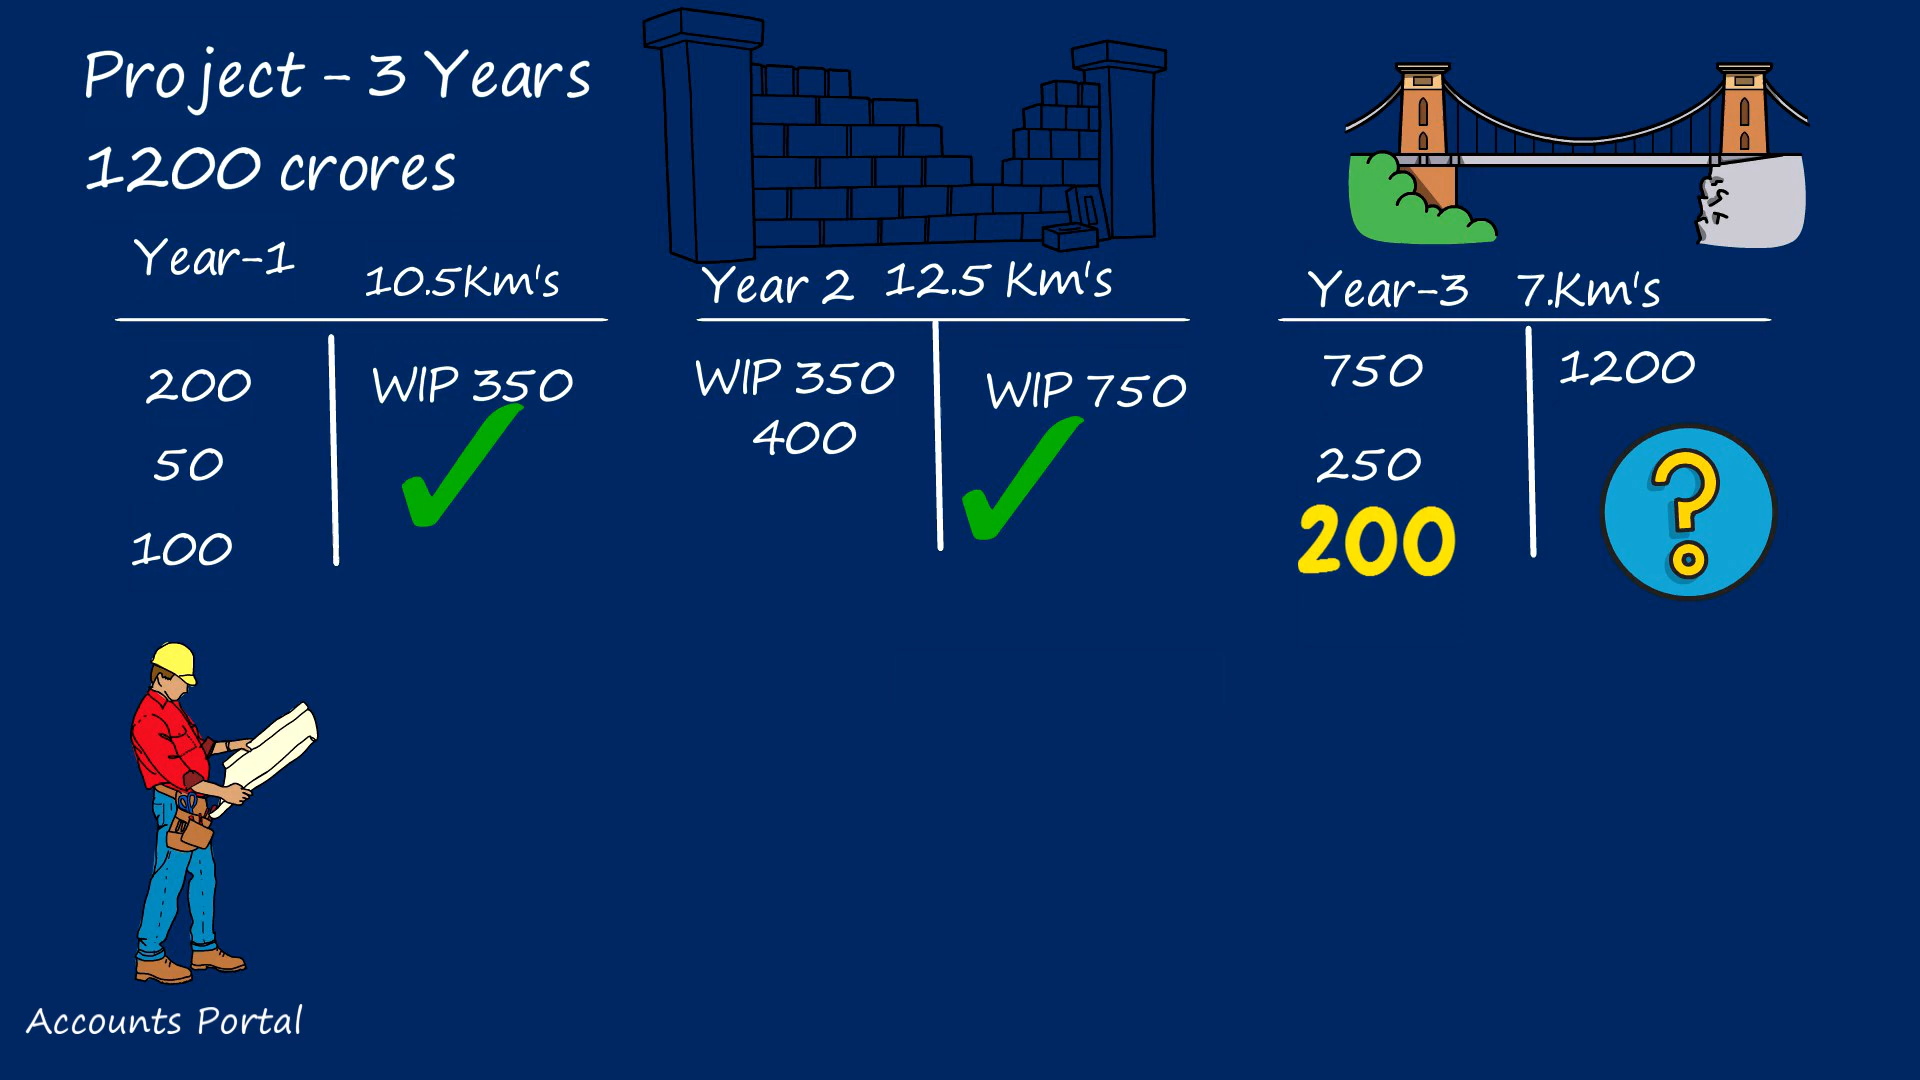 Project - 3 Years
1200 crores
Year-1 10.5Km's
200 WIP 350
50
100
Year 2 12.5 Km's
WIP 350 WIP 750
400
Year-3 7.Km's
750 1200
250
200
?
Accounts Portal